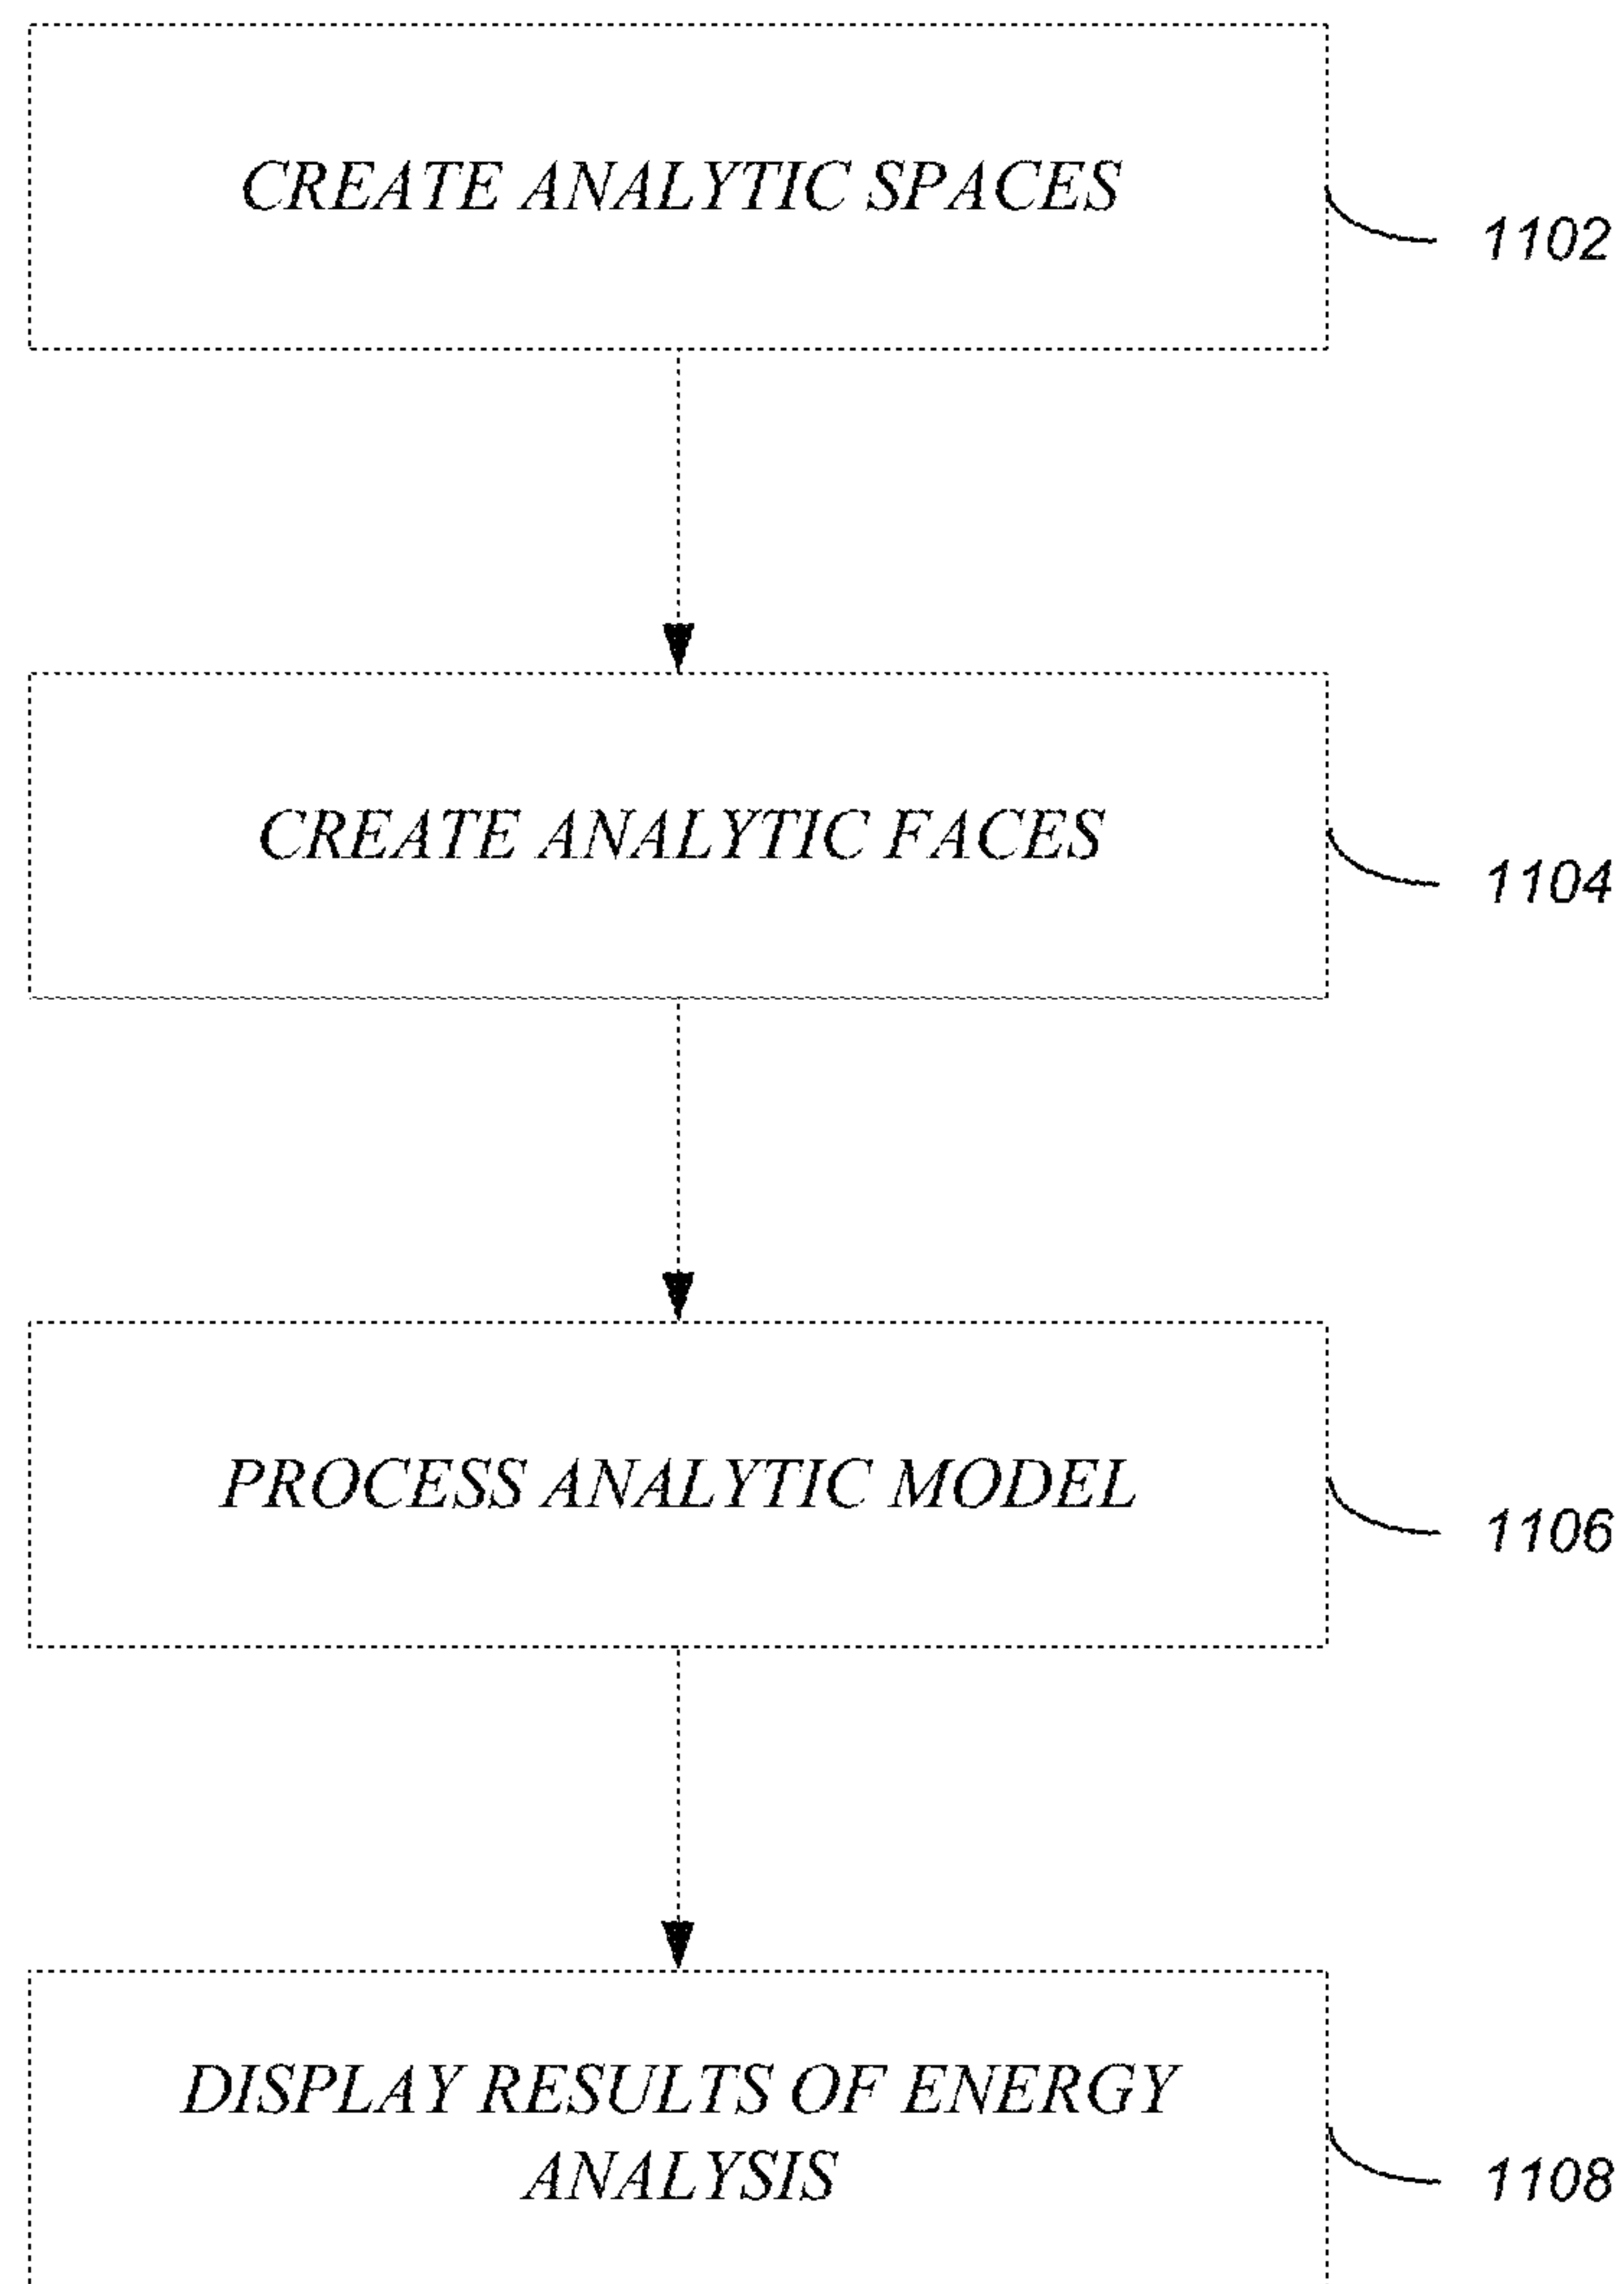 CREATE ANALYTIC SPACES
1102
CREATE ANALYTIC FACES
1104
PROCESS ANALYTIC MODEL
1106
DISPLAY RESULTS OF ENERGY
ANALYSIS
1108